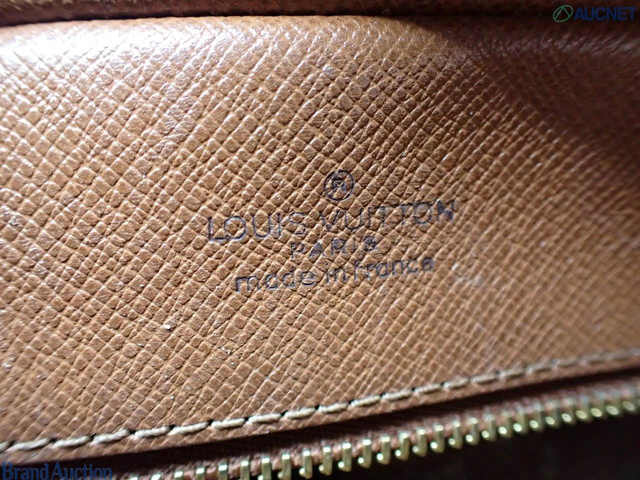 AUCNET
®
LOUIS VUITTON
PARIS
made in france
Brand Auction